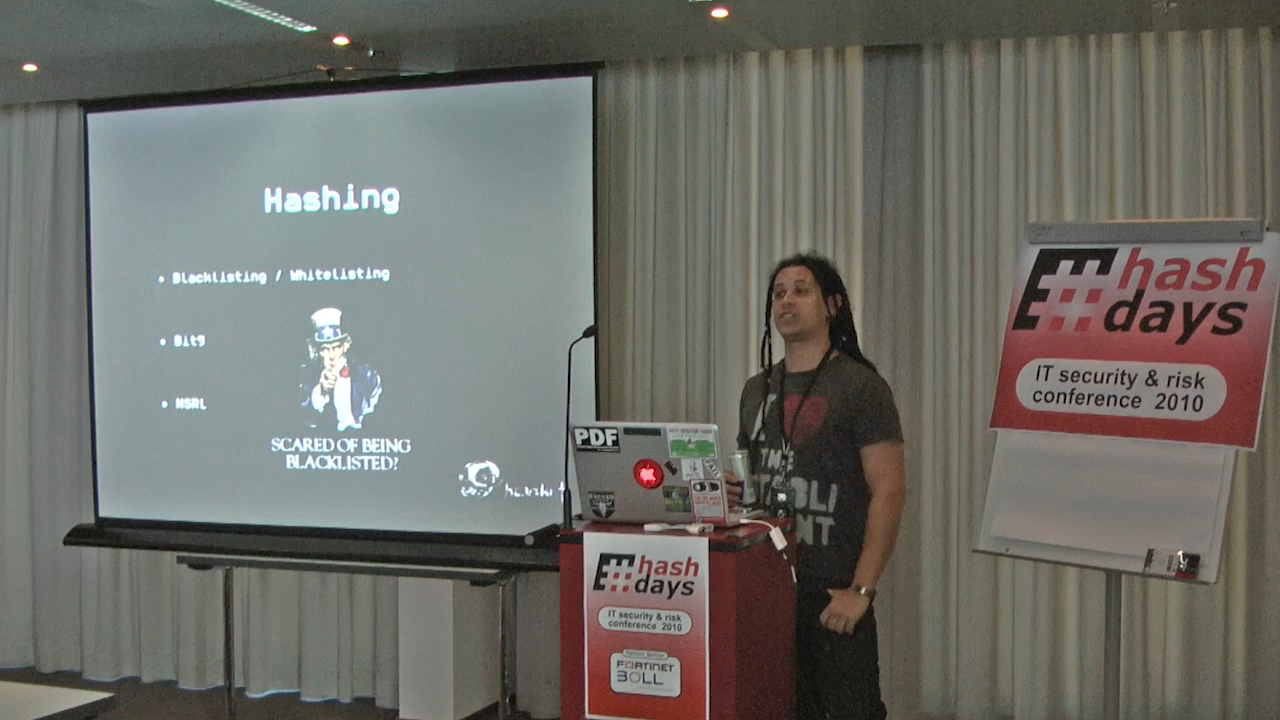 Hashing
• Blacklisting / Whitelisting
• Bit9
• NSRL
SCARED OF BEING
BLACKLISTED?
PDF
hash
days
IT security & risk
conference 2010
FORTINET
BOLL
hash
days
IT security & risk
conference 2010